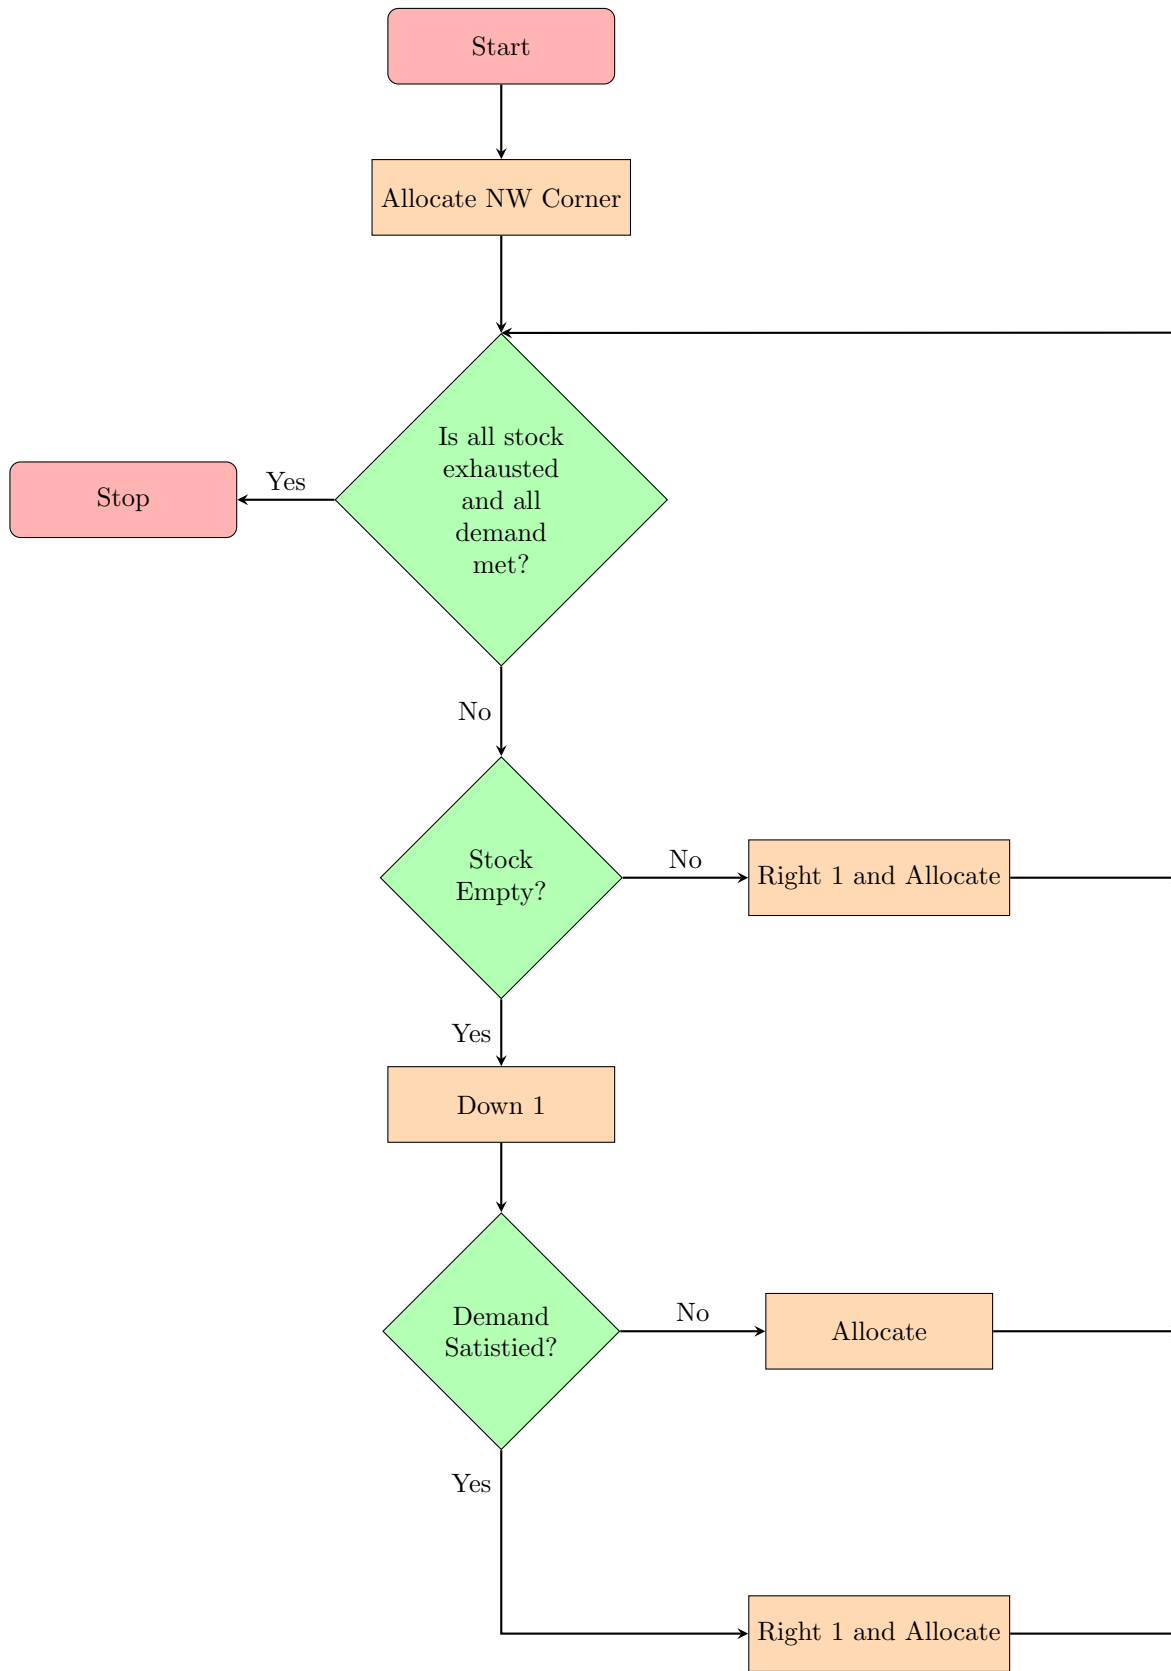 Start
Allocate NW Corner
Is all stock
exhausted
and all
demand
met?
Yes
Stop
No
Stock
Empty?
No
Right 1 and Allocate
Yes
Down 1
Demand
Satistied?
No
Allocate
Yes
Right 1 and Allocate